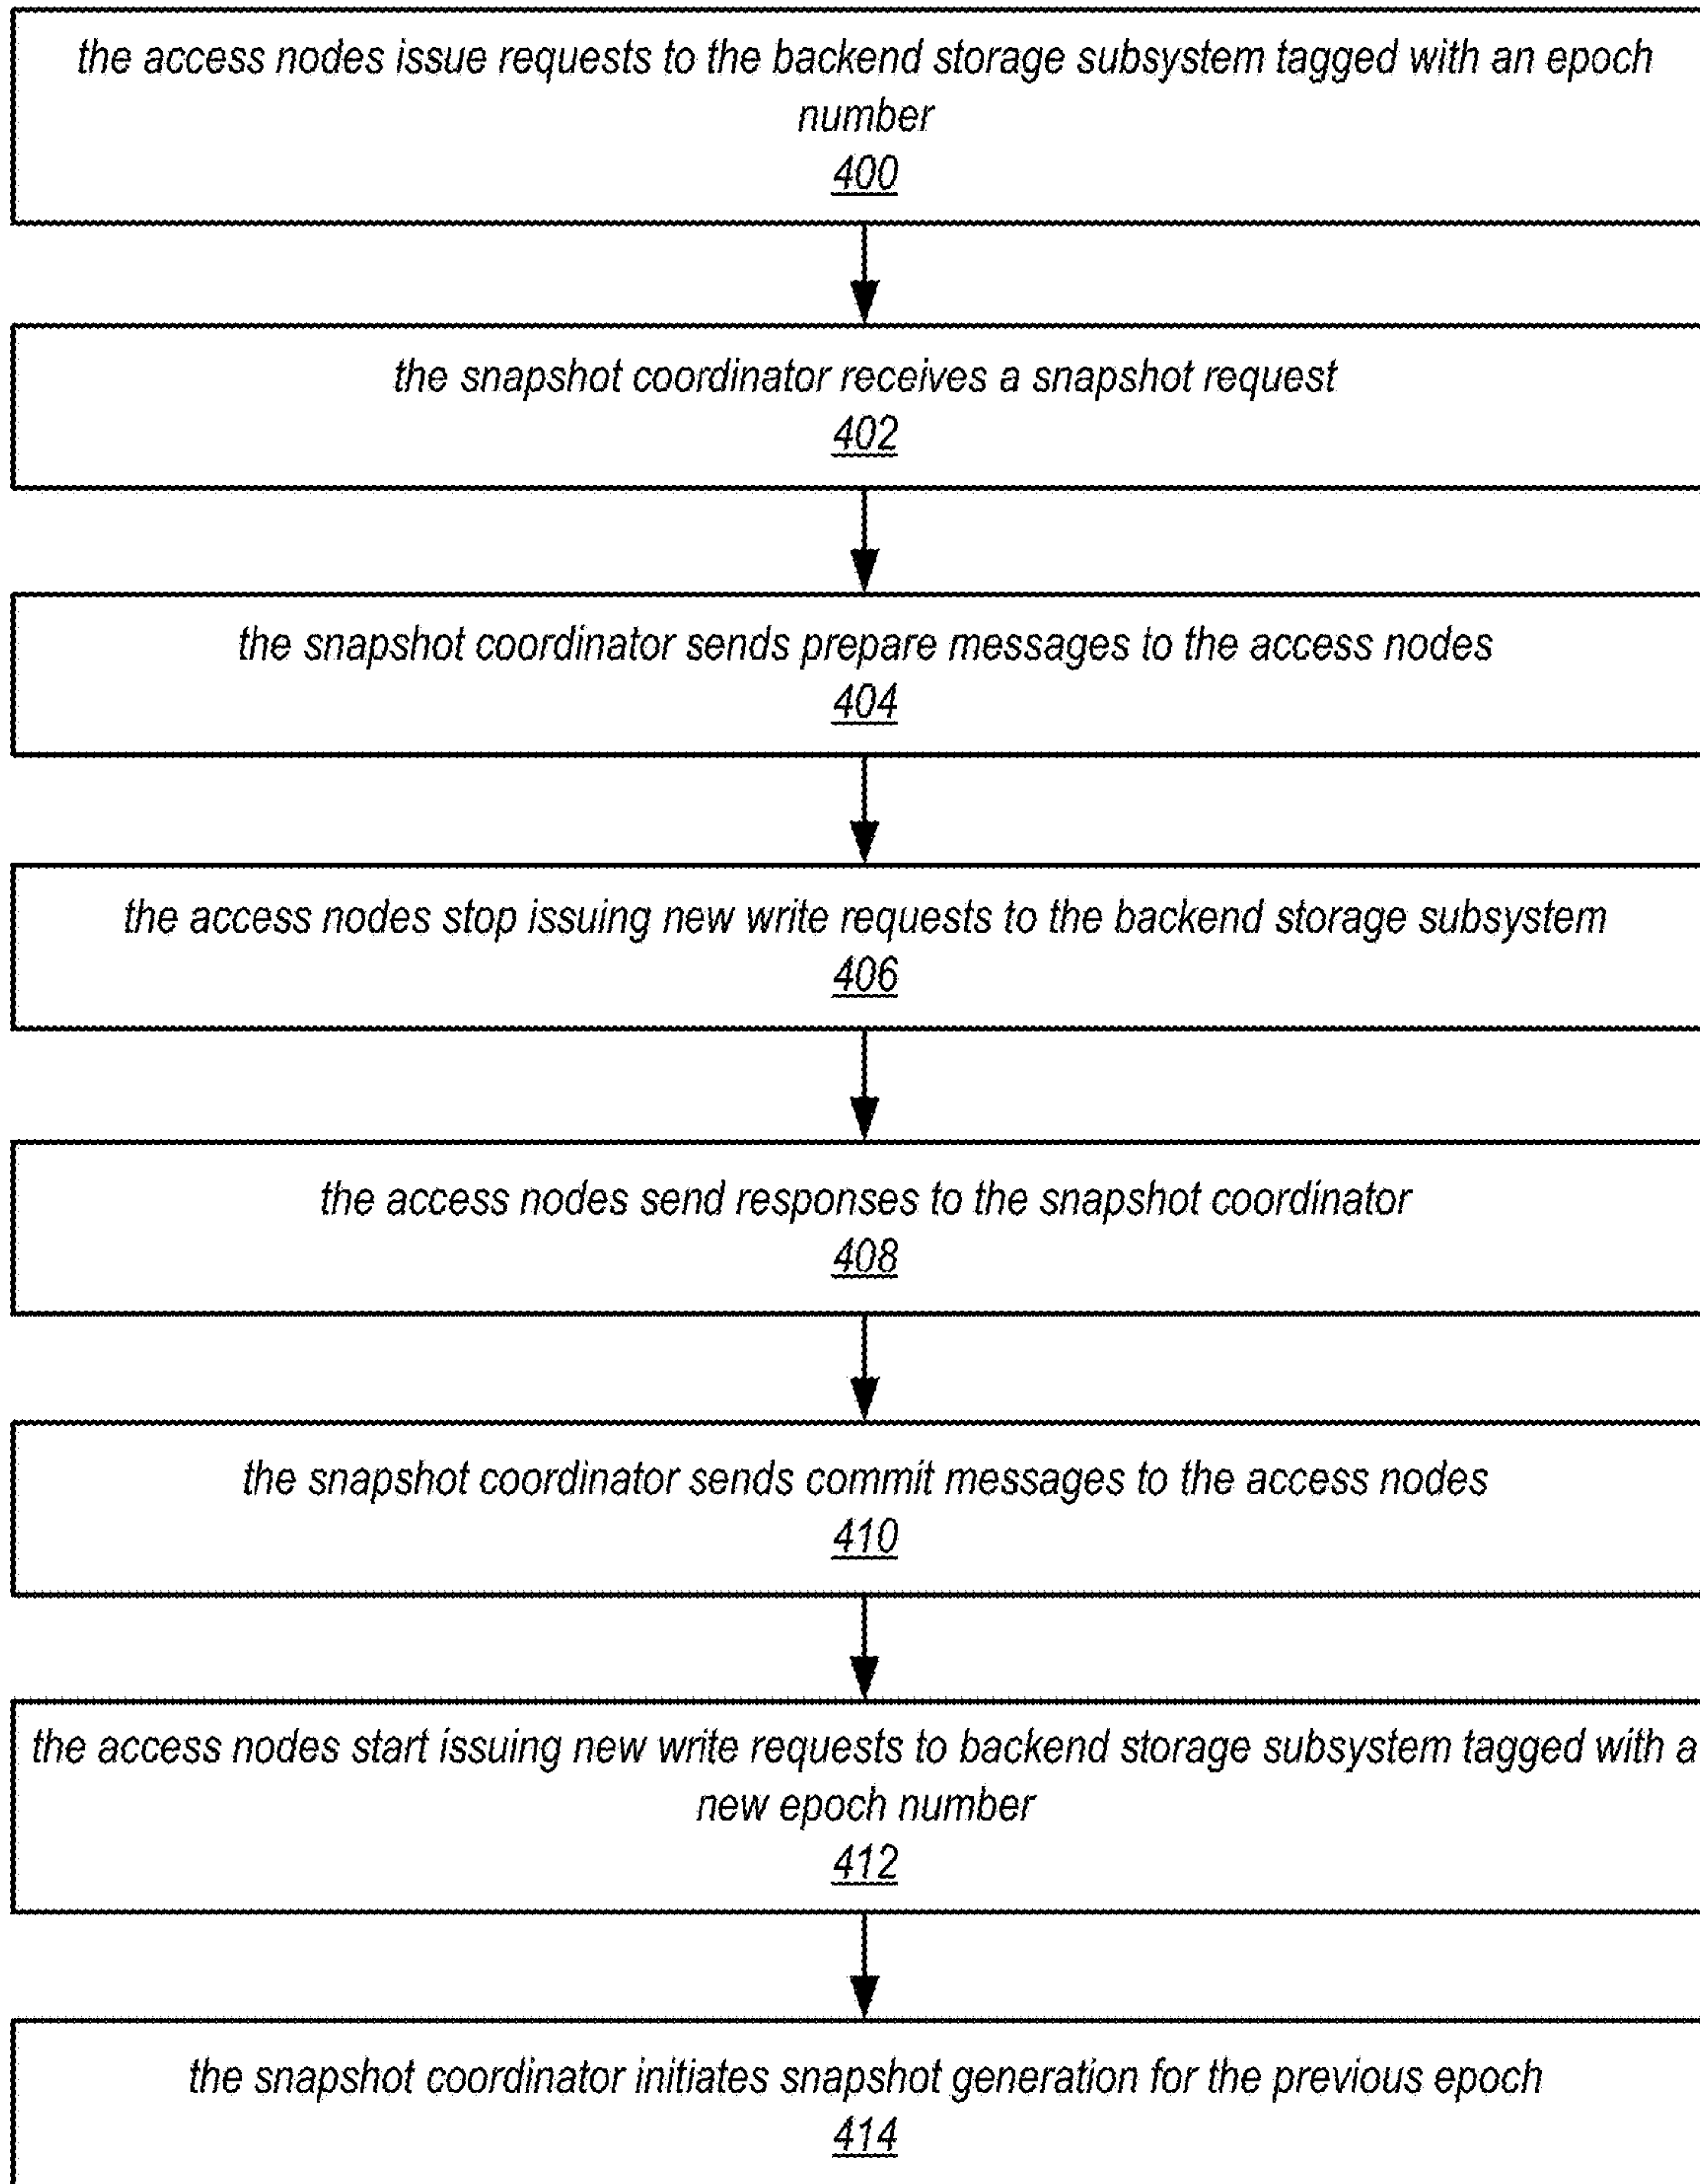 the access nodes issue requests to the backend storage subsystem tagged with an epoch
number
400
the snapshot coordinator receives a snapshot request
402
the snapshot coordinator sends prepare messages to the access nodes
404
the access nodes stop issuing new write requests to the backend storage subsystem
406
the access nodes send responses to the snapshot coordinator
408
the snapshot coordinator sends commit messages to the access nodes
410
the access nodes start issuing new write requests to backend storage subsystem tagged with a
new epoch number
412
the snapshot coordinator initiates snapshot generation for the previous epoch
414